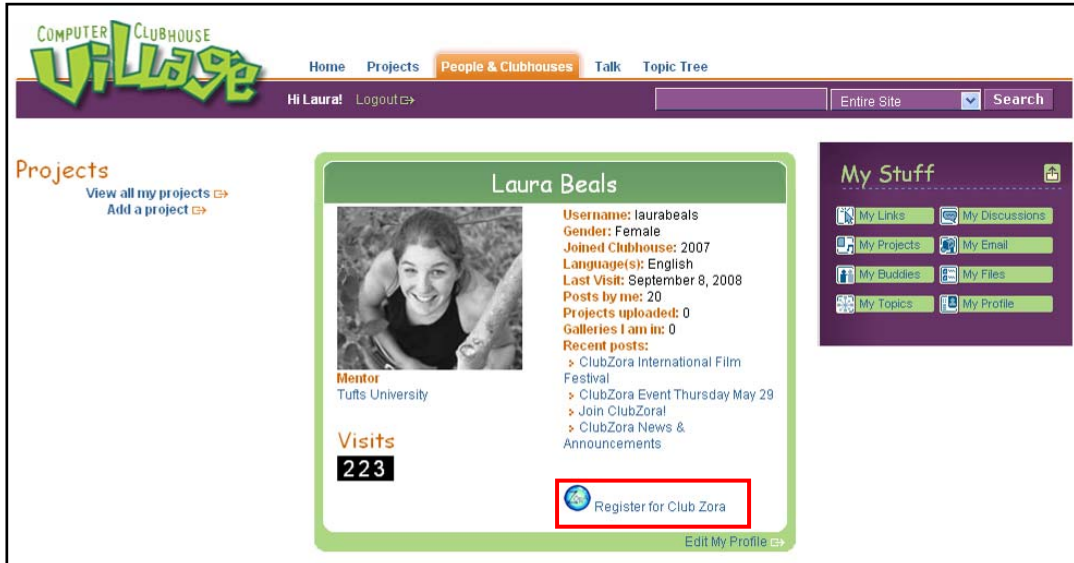 COMPUTER CLUBHOUSE
Village
Home Projects People & Clubhouses Talk Topic Tree
Hi Laura! Logout
Entire Site Search
Projects
View all my projects
Add a project
Laura Beals
Username: laurabeals
Gender: Female
Joined Clubhouse: 2007
Language(s): English
Last Visit: September 8, 2008
Posts by me: 20
Projects uploaded: 0
Galleries I am in: 0
Recent posts:
ClubZora International Film
Festival
ClubZora Event Thursday May 29
Join ClubZora!
ClubZora News &
Announcements
Mentor
Tufts University
Visits
223
Register for Club Zora
Edit My Profile
My Stuff
My Links My Discussions
My Projects My Email
My Buddies My Files
My Topics My Profile